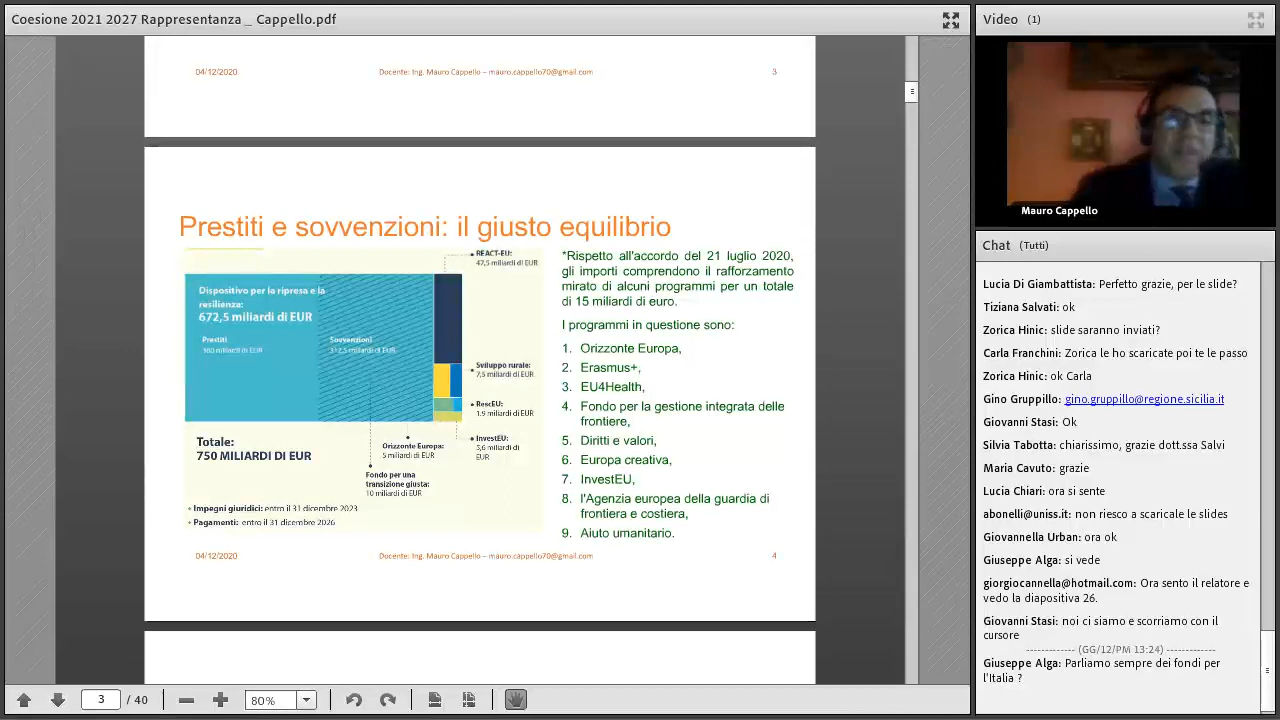 Coesione 2021 2027 Rappresentanza _ Cappello.pdf
04/12/2020
Docente: Ing. Mauro Cappello – mauro.cappello70@gmail.com
3
Prestiti e sovvenzioni: il giusto equilibrio
REACT-EU:
47,5 miliardi di EUR
Dispositivo per la ripresa e la
resilienza:
672,5 miliardi di EUR
Prestiti
360 miliardi di EUR
Sovvenzioni
312,5 miliardi di EUR
Sviluppo rurale:
7,5 miliardi di EUR
RescEU:
1.9 miliardi di EUR
InvestEU:
5,6 miliardi di
EUR
Totale:
750 MILIARDI DI EUR
Orizzonte Europa:
5 miliardi di EUR
Fondo per una
transizione giusta:
10 miliardi di EUR
• Impegni giuridici: entro il 31 dicembre 2023
• Pagamenti: entro il 31 dicembre 2026
*Rispetto all'accordo del 21 luglio 2020,
gli importi comprendono il rafforzamento
mirato di alcuni programmi per un totale
di 15 miliardi di euro.
I programmi in questione sono:
1. Orizzonte Europa,
2. Erasmus+,
3. EU4Health,
4. Fondo per la gestione integrata delle
frontiere,
5. Diritti e valori,
6. Europa creativa,
7. InvestEU,
8. l'Agenzia europea della guardia di
frontiera e costiera,
9. Aiuto umanitario.
04/12/2020
Docente: Ing. Mauro Cappello – mauro.cappello70@gmail.com
4
3 / 40
80%
Video (1)
Mauro Cappello
Chat (Tutti)
Lucia Di Giambattista: Perfetto grazie, per le slide?
Tiziana Salvati: ok
Zorica Hinic: slide saranno inviati?
Carla Franchini: Zorica le ho scaricate poi te le passo
Zorica Hinic: ok Carla
Gino Gruppillo: gino.gruppillo@regione.sicilia.it
Giovanni Stasi: Ok
Silvia Tabotta: chiarissimo, grazie dott.ssa Salvi
Maria Cavuto: grazie
Lucia Chiari: ora si sente
abonelli@uniss.it: non riesco a scaricale le slides
Giovannella Urban: ora ok
Giuseppe Alga: si vede
giorgiocannella@hotmail.com: Ora sento il relatore e
vedo la diapositiva 26.
Giovanni Stasi: noi ci siamo e scorriamo con il
cursore
------------- (GG/12/PM 13:24) -------------
Giuseppe Alga: Parliamo sempre dei fondi per
l'Italia ?